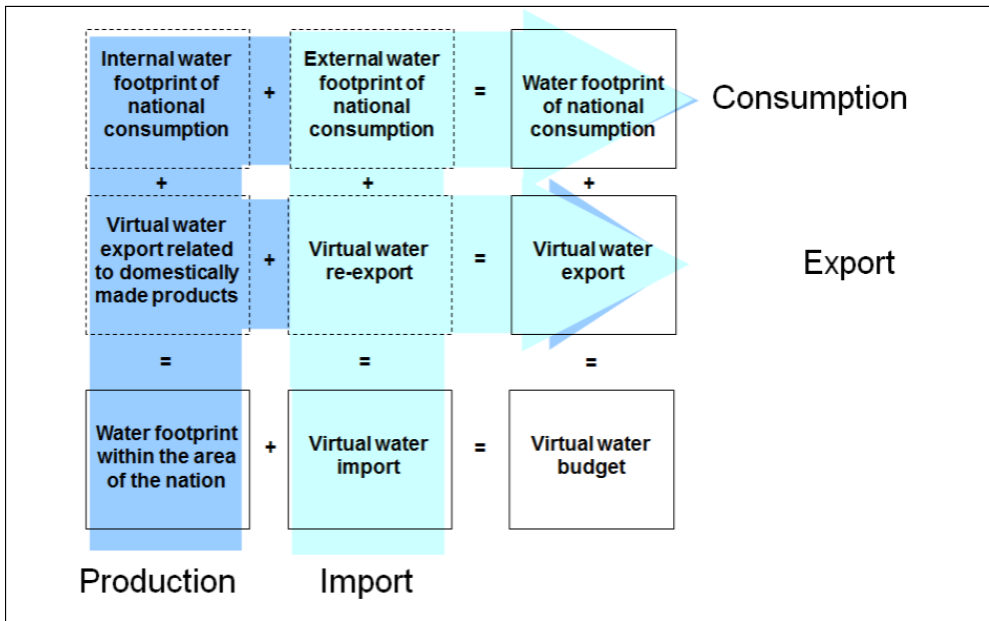 Internal water
footprint of
national
consumption
+
External water
footprint of
national
consumption
=
Water footprint
of national
consumption
Consumption
+
+
+
Virtual water
export related
to domestically
made products
+
Virtual water
re-export
=
Virtual water
export
Export
=
=
=
Water footprint
within the area
of the nation
+
Virtual water
import
=
Virtual water
budget
Production
Import